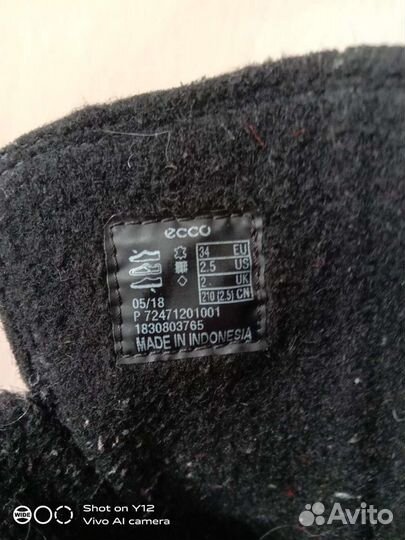 ecco
34 EU
2.5 US
2 UK
210 (2.5) CN
05/18
P 72471201001
1830803765
MADE IN INDONESIA
WIDE
Shot on Y12
Vivo AI camera
Avito